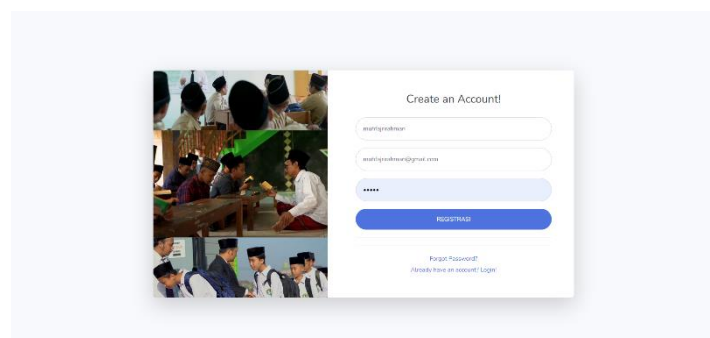 Create an Account!
•••••
REGISTRASI
Forgot Password?
Already have an account? Login!